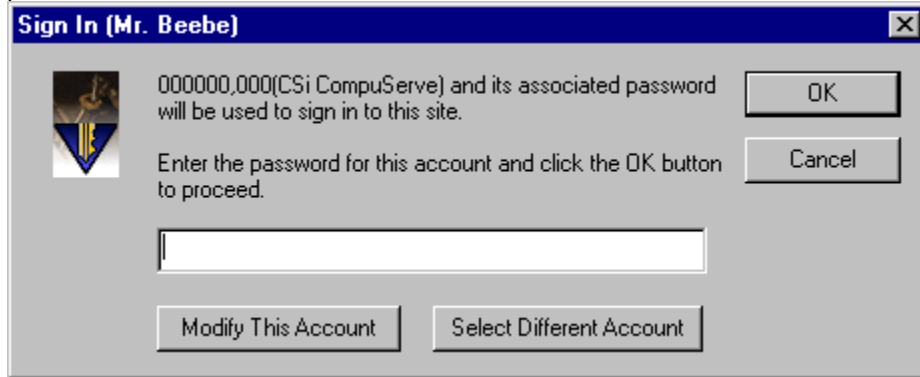 Sign In (Mr. Beebe)
000000,000(CSi CompuServe) and its associated password
will be used to sign in to this site.
OK
Enter the password for this account and click the OK button
to proceed.
Cancel
Modify This Account
Select Different Account